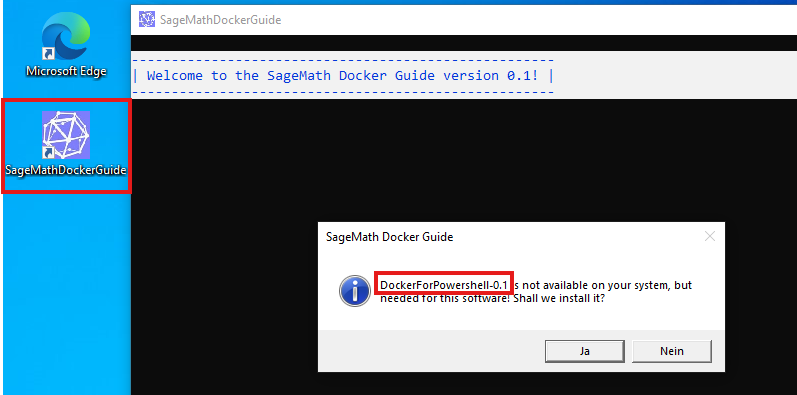 SageMathDockerGuide
Microsoft Edge
| Welcome to the SageMath Docker Guide version 0.1! |
SageMathDockerGuide
SageMath Docker Guide
DockerForPowershell-0.1 is not available on your system, but
needed for this software! Shall we install it?
Ja
Nein